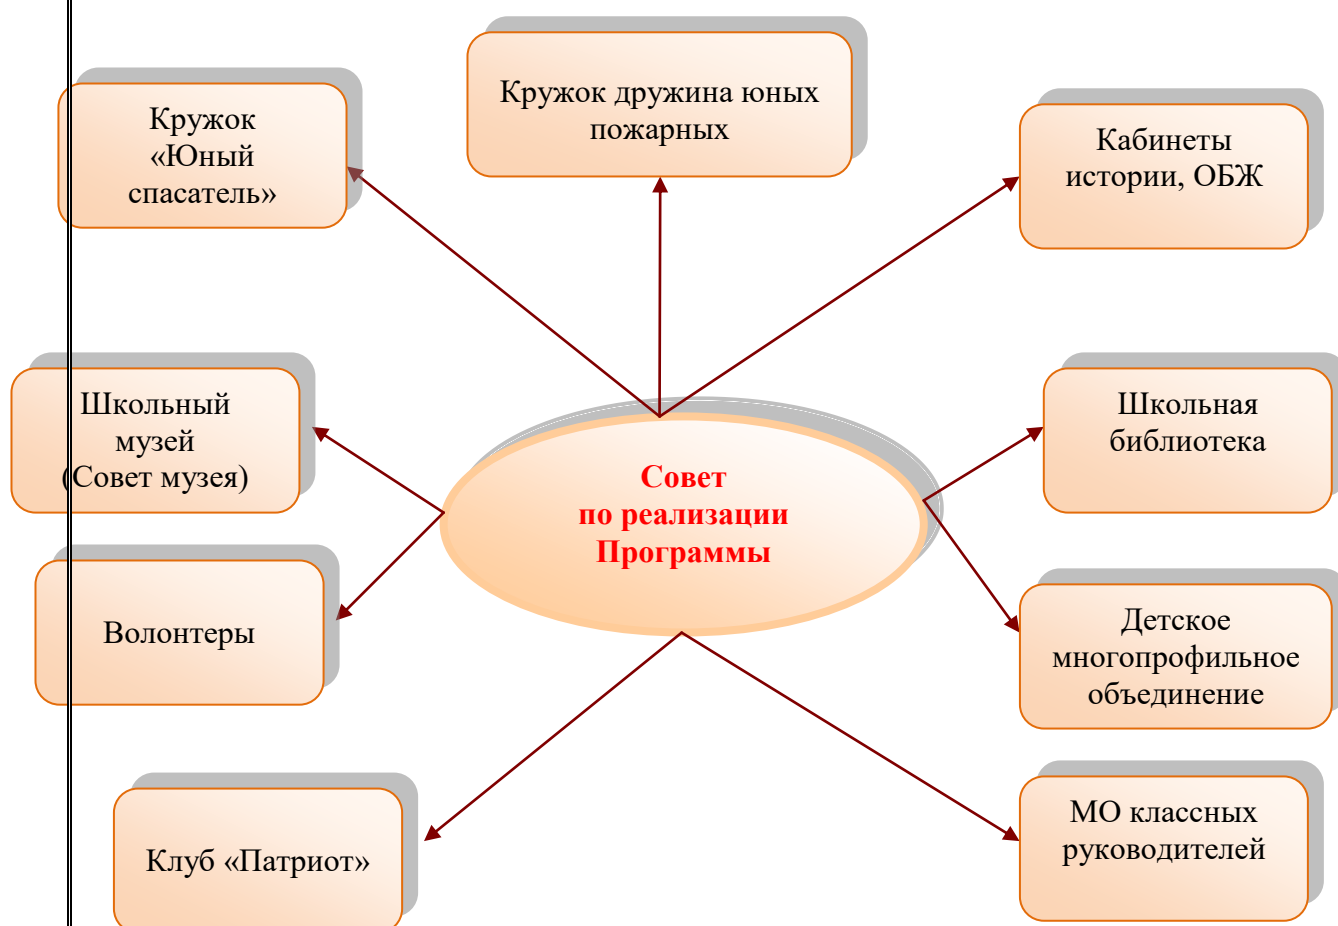 Кружок
«Юный
спасатель»
Кружок дружина юных
пожарных
Кабинеты
истории, ОБЖ
Школьный
музей
(Совет музея)
Школьная
библиотека
Совет
по реализации
Программы
Волонтеры
Детское
многопрофильное
объединение
Клуб «Патриот»
МО классных
руководителей